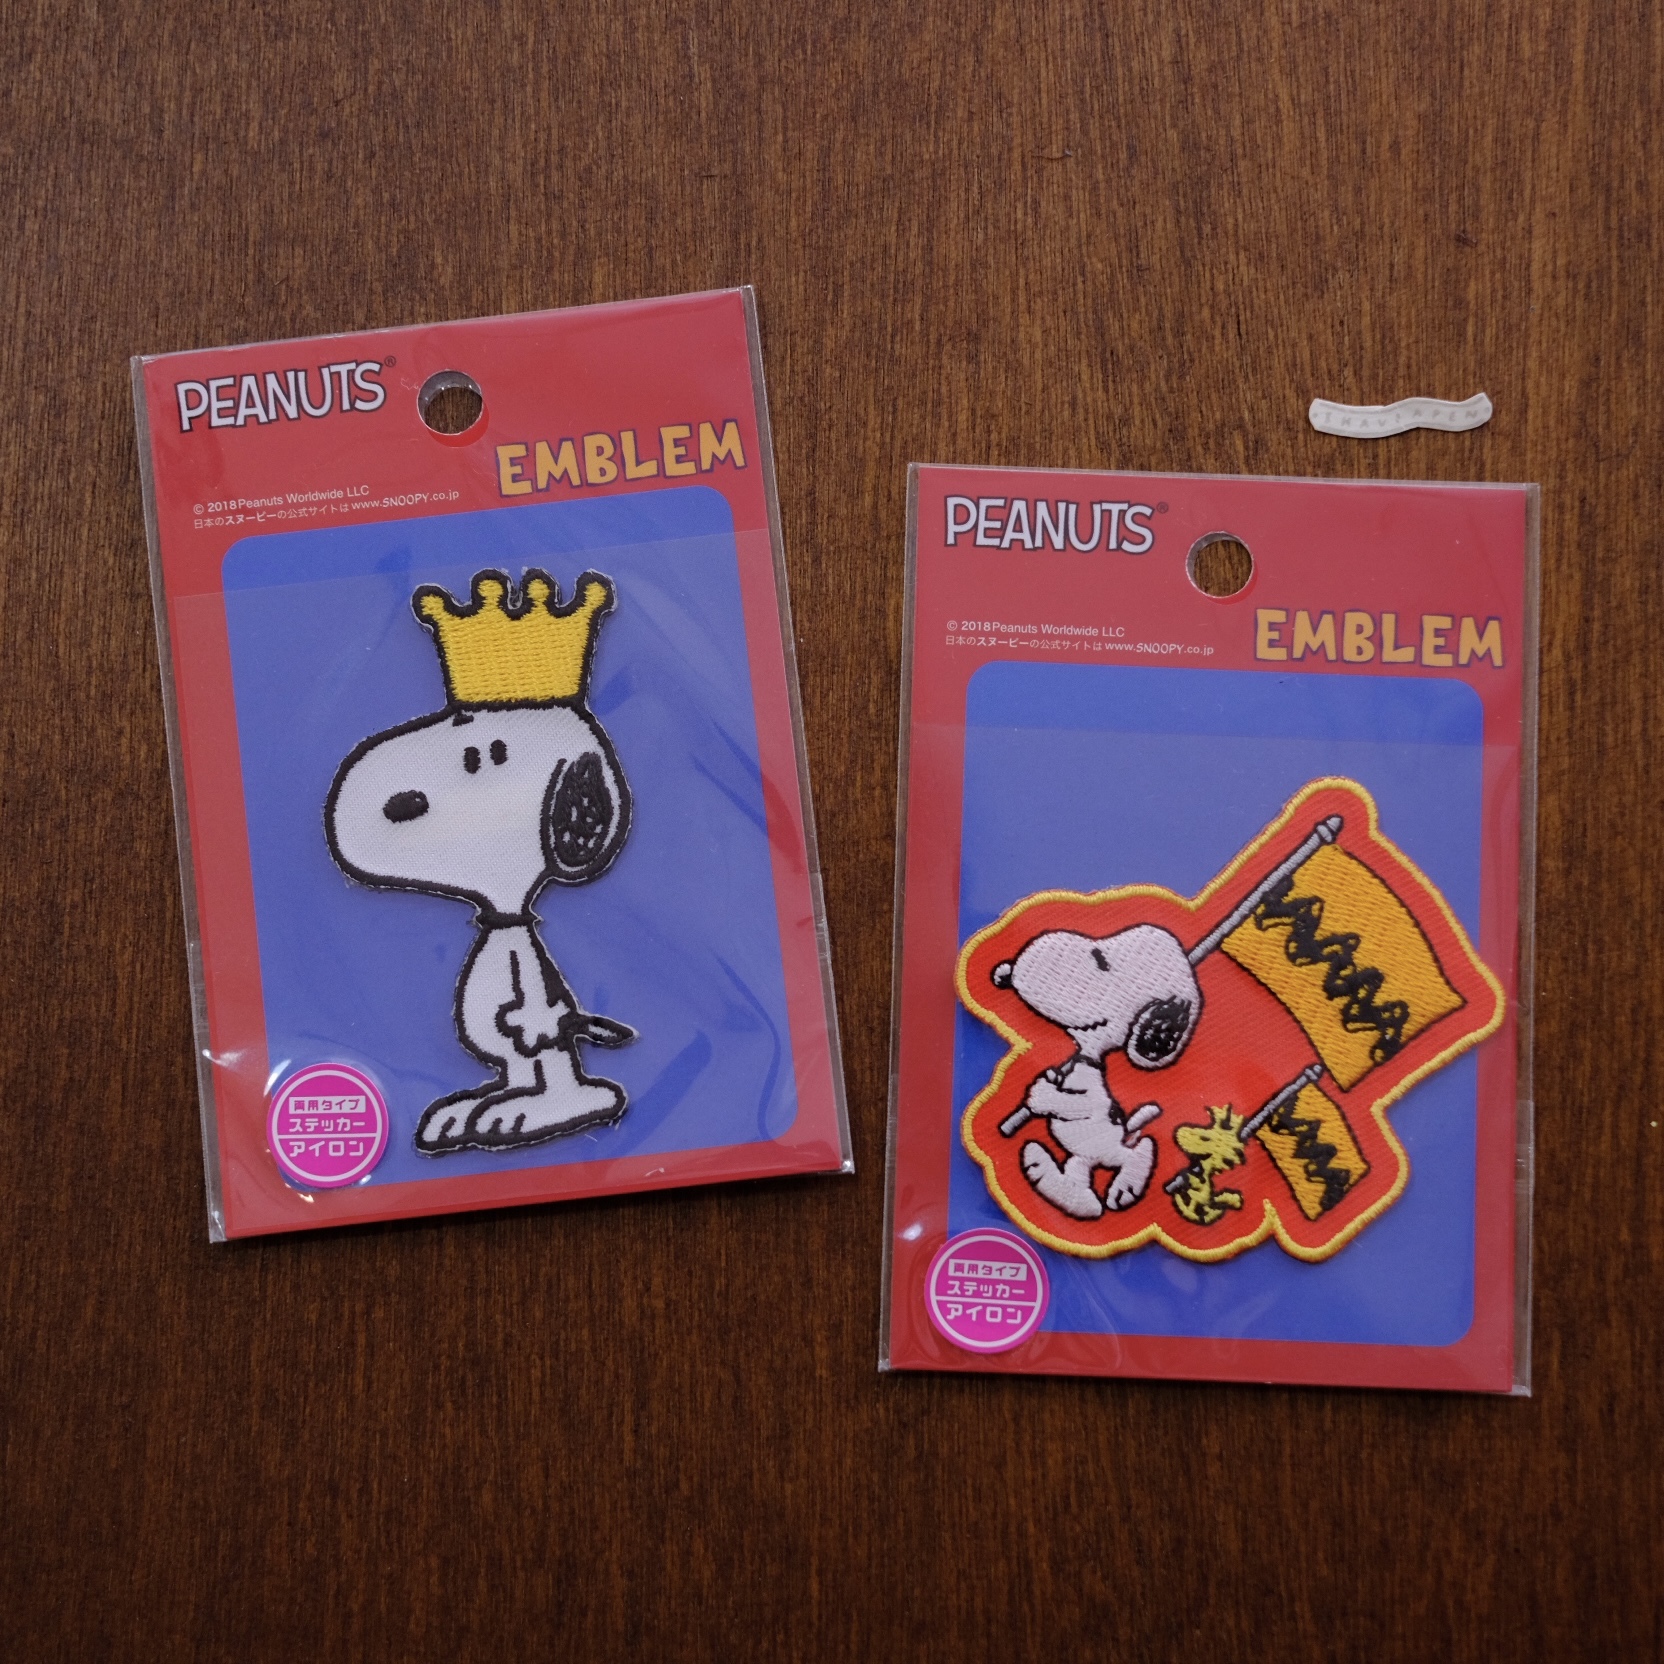 PEANUTS®
EMBLEM
© 2018 Peanuts Worldwide LLC
日本のスヌーピーの公式サイトは www.SNOOPY.co.jp
両用タイプ
ステッカー
アイロン
I HAVE A PEN
PEANUTS®
EMBLEM
© 2018 Peanuts Worldwide LLC
日本のスヌーピーの公式サイトは www.SNOOPY.co.jp
両用タイプ
ステッカー
アイロン